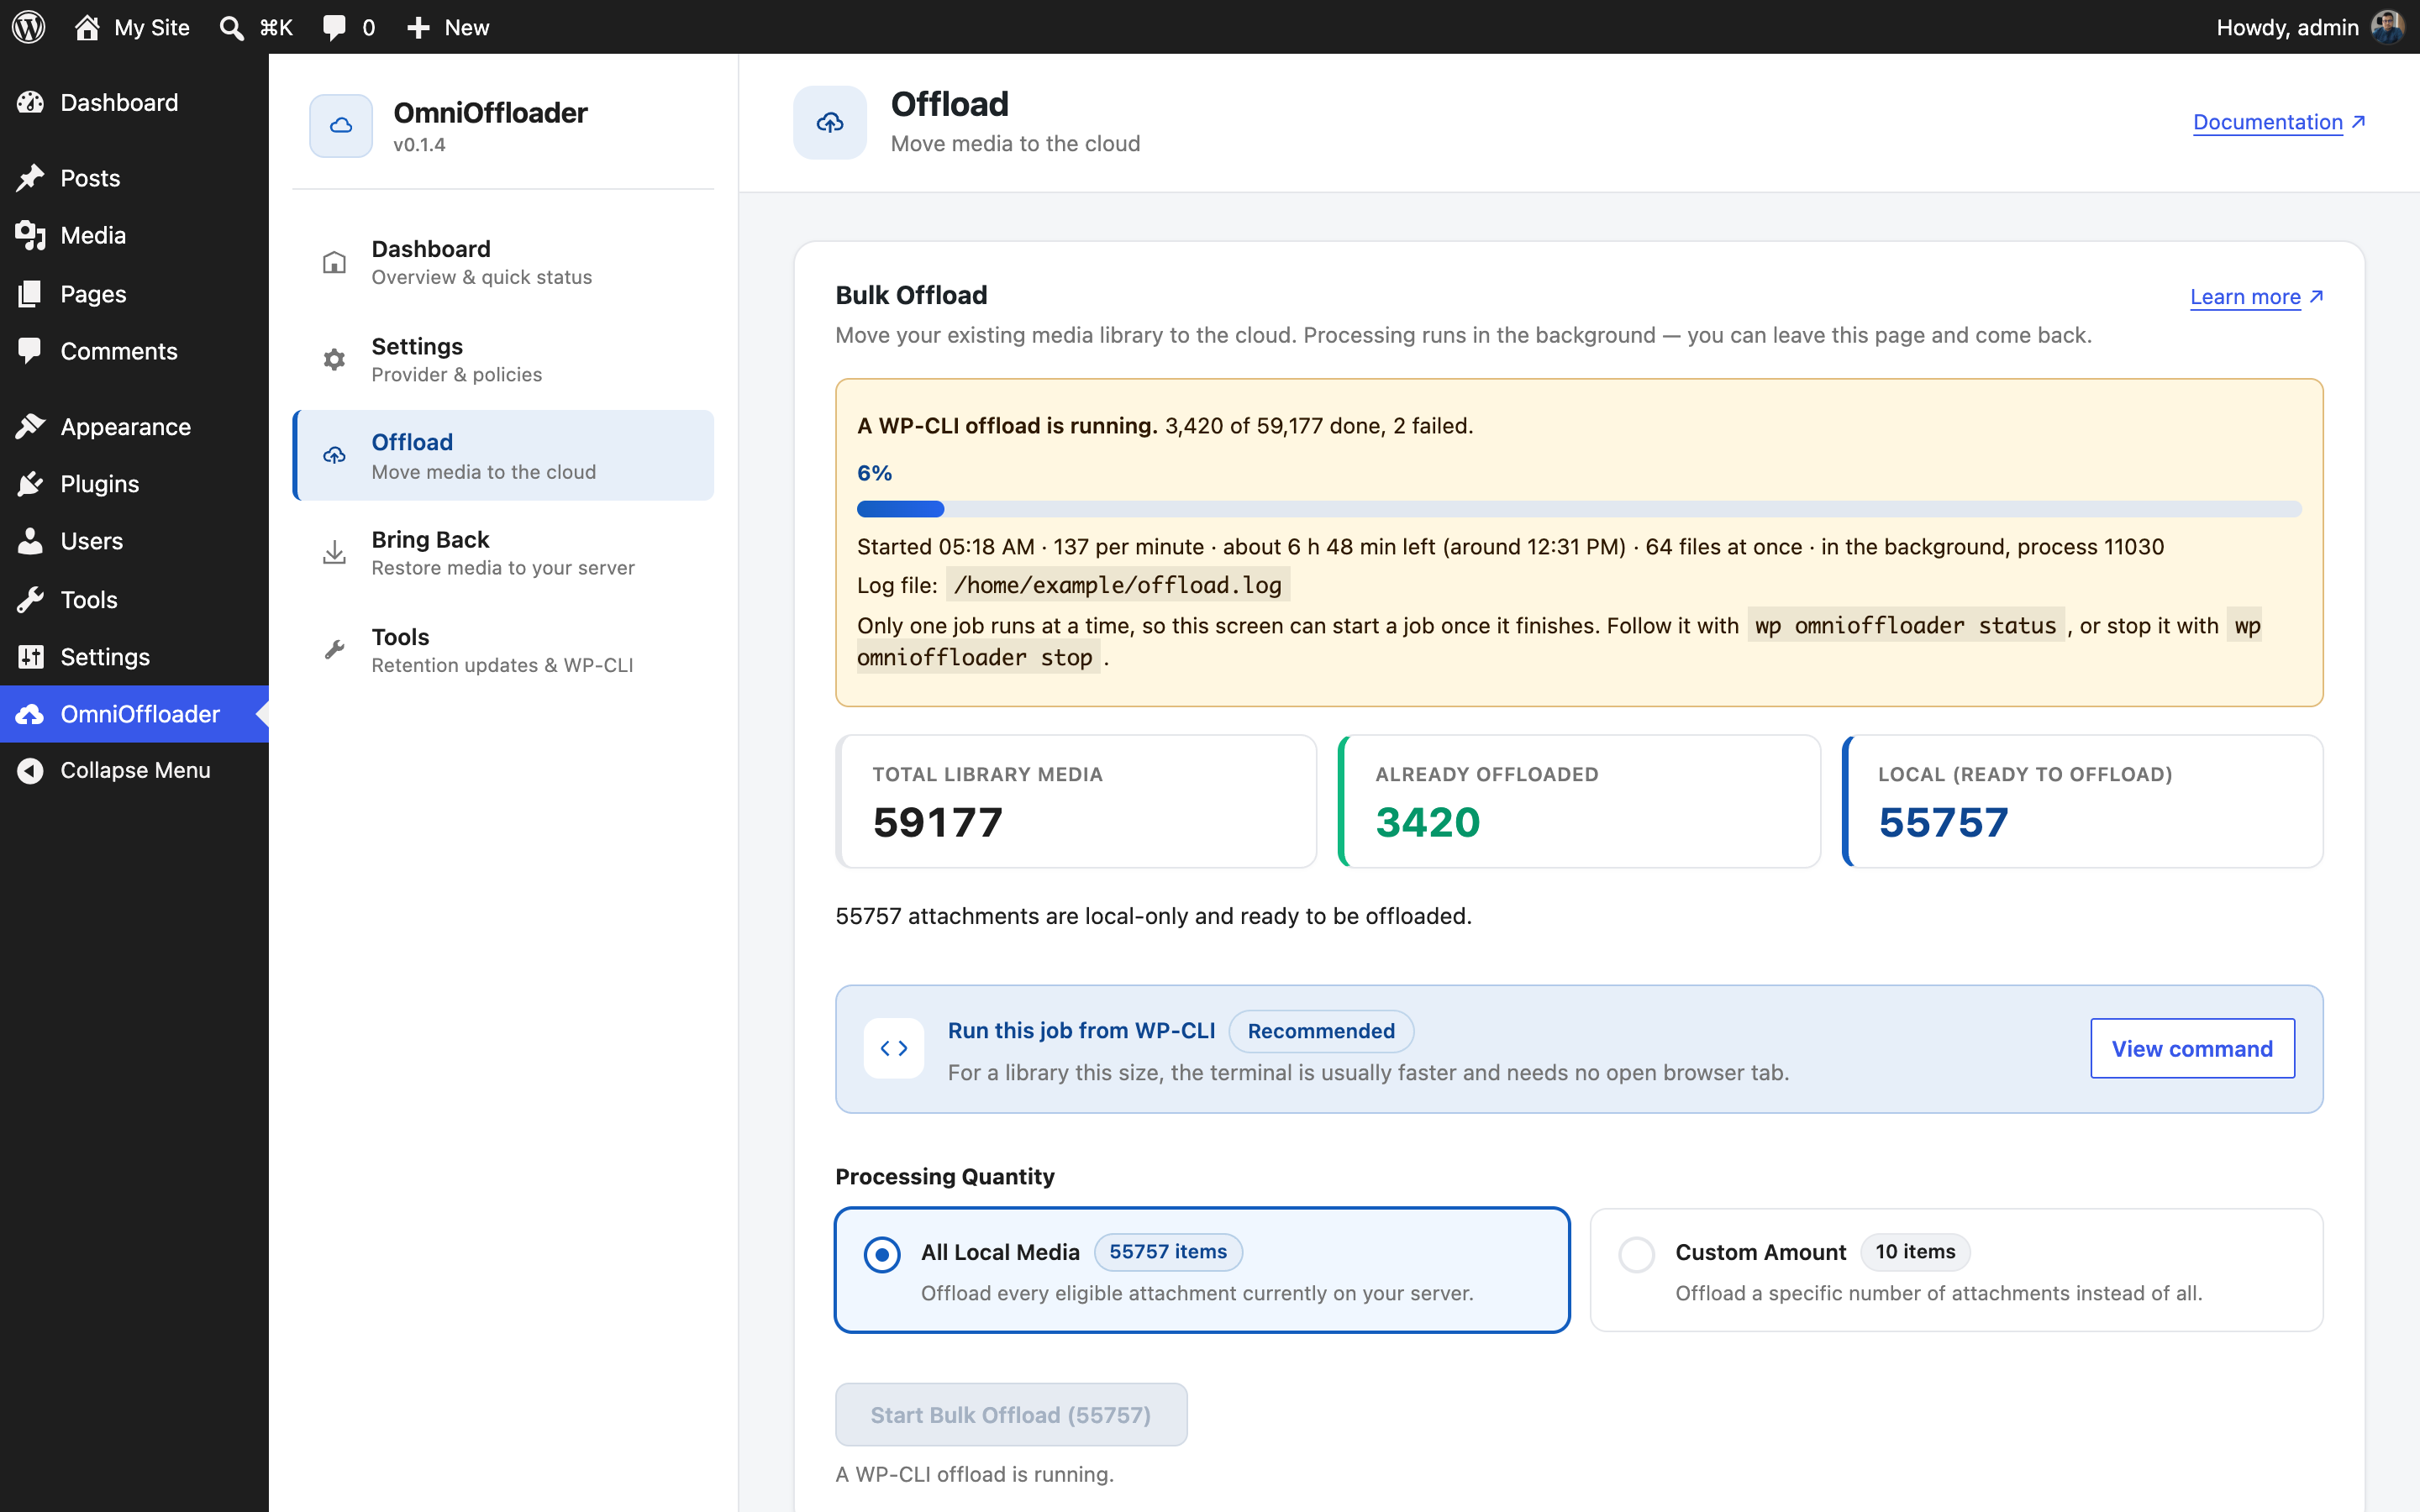 My Site
⌘K
0
New
Howdy, admin
Dashboard
Posts
Media
Pages
Comments
Appearance
Plugins
Users
Tools
Settings
OmniOffloader
Collapse Menu
OmniOffloader
v0.1.4
Dashboard
Overview & quick status
Settings
Provider & policies
Offload
Move media to the cloud
Bring Back
Restore media to your server
Tools
Retention updates & WP-CLI
Offload
Move media to the cloud
Documentation ↗
Bulk Offload
Learn more ↗
Move your existing media library to the cloud. Processing runs in the background — you can leave this page and come back.
A WP-CLI offload is running. 3,420 of 59,177 done, 2 failed.
6%
Started 05:18 AM · 137 per minute · about 6 h 48 min left (around 12:31 PM) · 64 files at once · in the background, process 11030
Log file: /home/example/offload.log
Only one job runs at a time, so this screen can start a job once it finishes. Follow it with wp omnioffloader status , or stop it with wp
omnioffloader stop .
TOTAL LIBRARY MEDIA
59177
ALREADY OFFLOADED
3420
LOCAL (READY TO OFFLOAD)
55757
55757 attachments are local-only and ready to be offloaded.
Run this job from WP-CLI Recommended
For a library this size, the terminal is usually faster and needs no open browser tab.
View command
Processing Quantity
All Local Media 55757 items
Offload every eligible attachment currently on your server.
Custom Amount 10 items
Offload a specific number of attachments instead of all.
Start Bulk Offload (55757)
A WP-CLI offload is running.